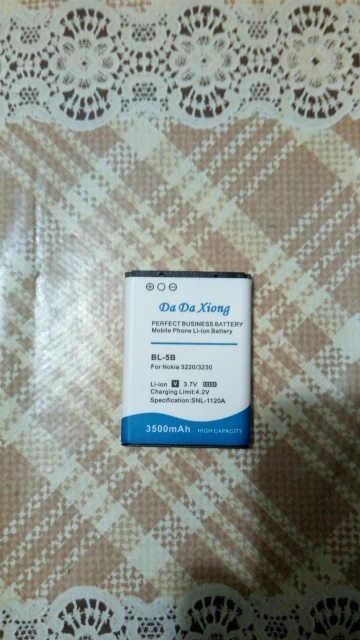 Da Da Xiong
PERFECT BUSINESS BATTERY
Mobile Phone Li-ion Battery
BL-5B
For Nokia 3220/3230
Li-ion V 3.7V
Charging Limit:4.2V
Specification:SNL-1120A
3500mAh HIGH CAPACITY